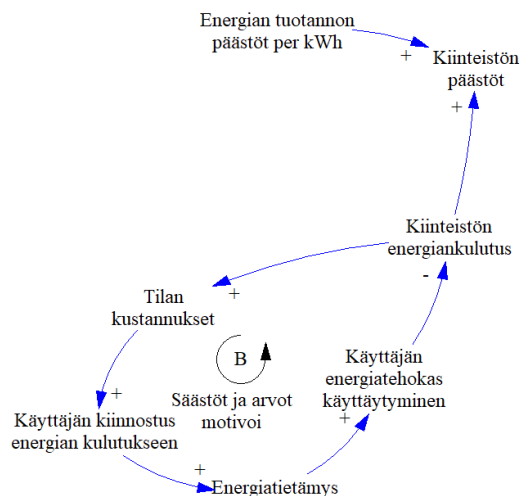 Energian tuotannon
päästöt per kWh
+
Kiinteistön
päästöt
+
Kiinteistön
energiankulutus
-
+
Tilan
kustannukset
B
Säästöt ja arvot
motivoi
Käyttäjän
energiatehokas
käyttäytyminen
+
+
Käyttäjän kiinnostus
energian kulutukseen
+
Energiatietämys